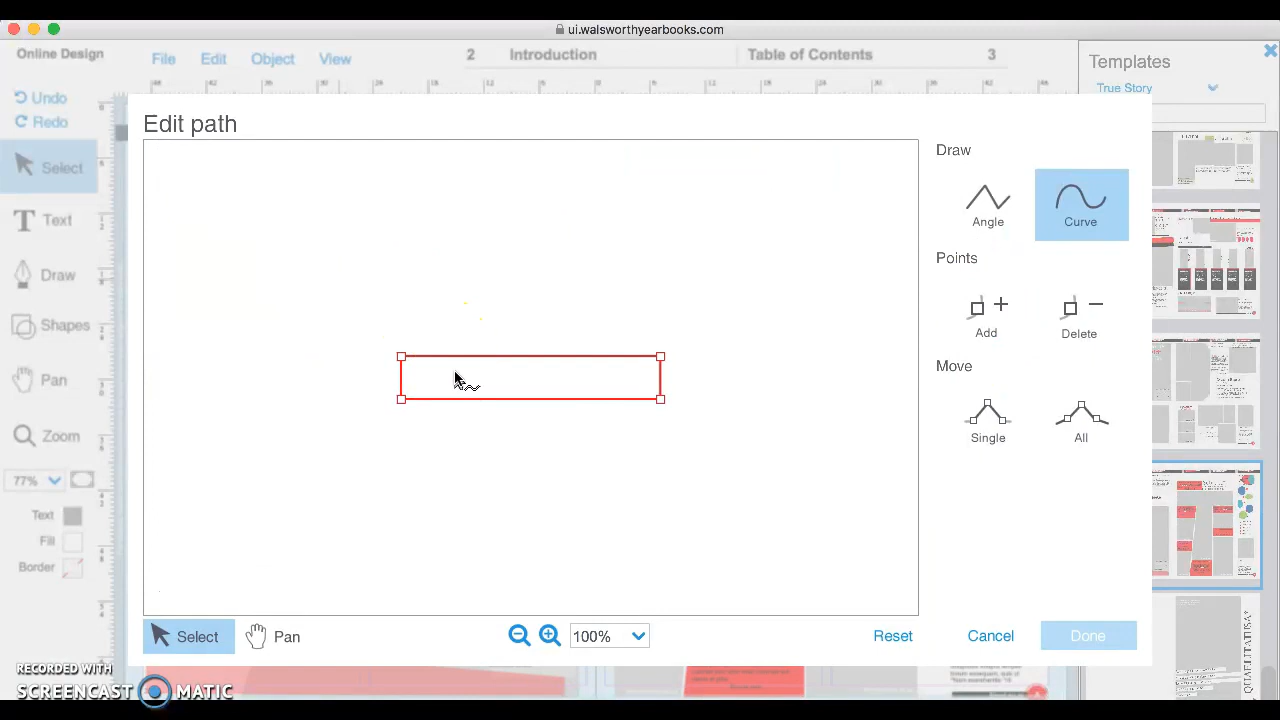 ui.walsworthyearbooks.com
Online Design
File Edit Object View
2 Introduction Table of Contents 3
Templates
True Story
Undo
Redo
Select
Text
Draw
Shapes
Pan
Zoom
77%
Text
Fill
Border
Edit path
Draw
Angle Curve
Points
Add Delete
Move
Single All
Select Pan 100% Reset Cancel Done
RECORDED WITH
SCREENCAST MATIC